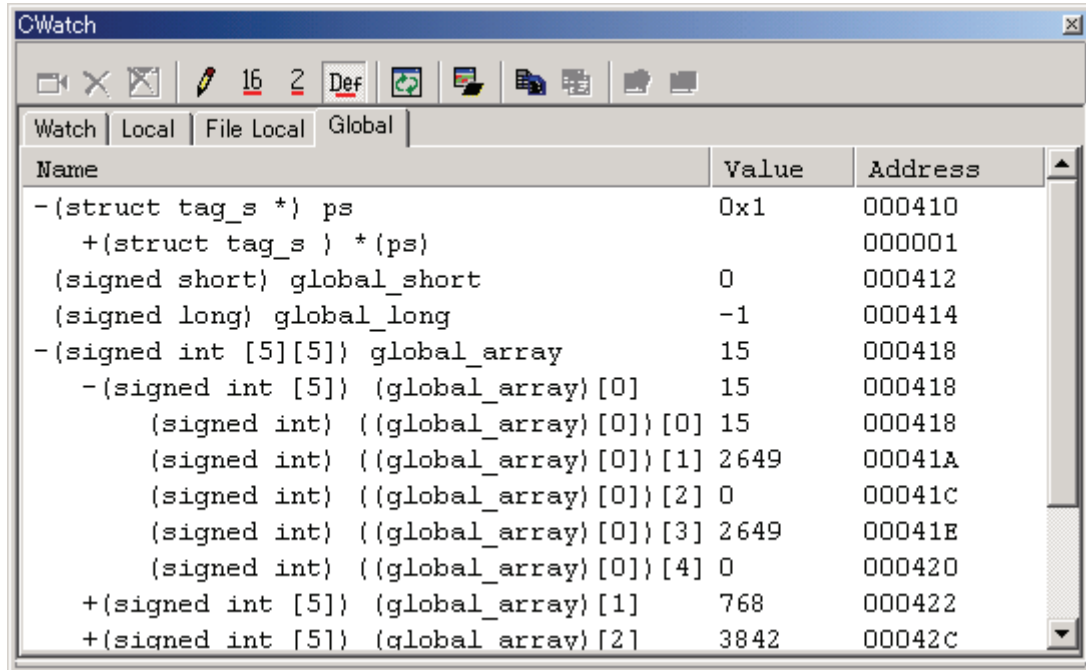 CWatch
16 2 Def
Watch Local File Local Global
Name Value Address
-(struct tag_s *) ps 0x1 000410
+(struct tag_s ) *(ps) 000001
(signed short) global_short 0 000412
(signed long) global_long -1 000414
-(signed int [5][5]) global_array 15 000418
-(signed int [5]) (global_array)[0] 15 000418
(signed int) ((global_array)[0])[0] 15 000418
(signed int) ((global_array)[0])[1] 2649 00041A
(signed int) ((global_array)[0])[2] 0 00041C
(signed int) ((global_array)[0])[3] 2649 00041E
(signed int) ((global_array)[0])[4] 0 000420
+(signed int [5]) (global_array)[1] 768 000422
+(signed int [5]) (global_array)[2] 3842 00042C